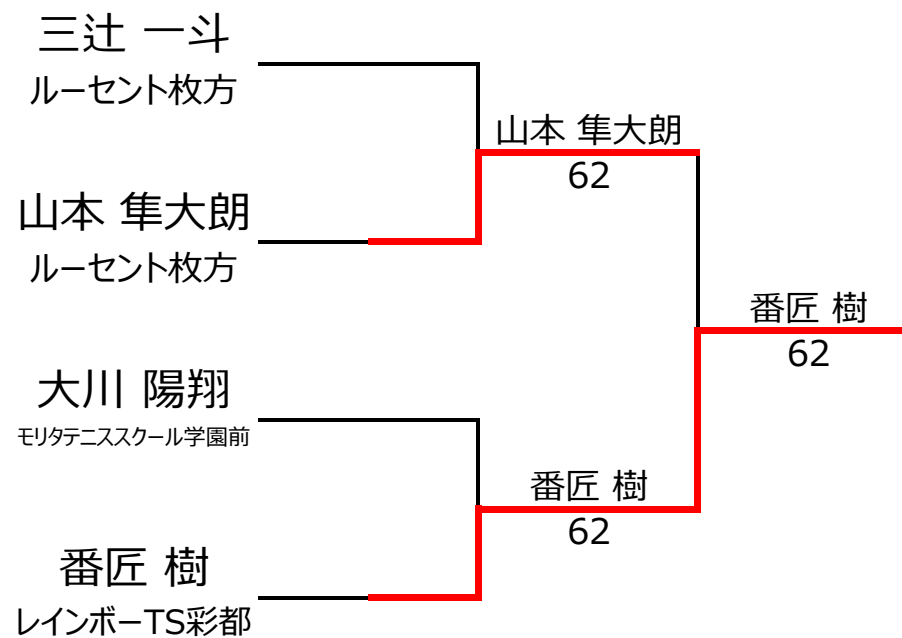 三辻 一斗
ルーセント枚方
山本 隼大朗
62
山本 隼大朗
ルーセント枚方
番匠 樹
62
大川 陽翔
モリタテニススクール学園前
番匠 樹
62
番匠 樹
レインボーTS彩都